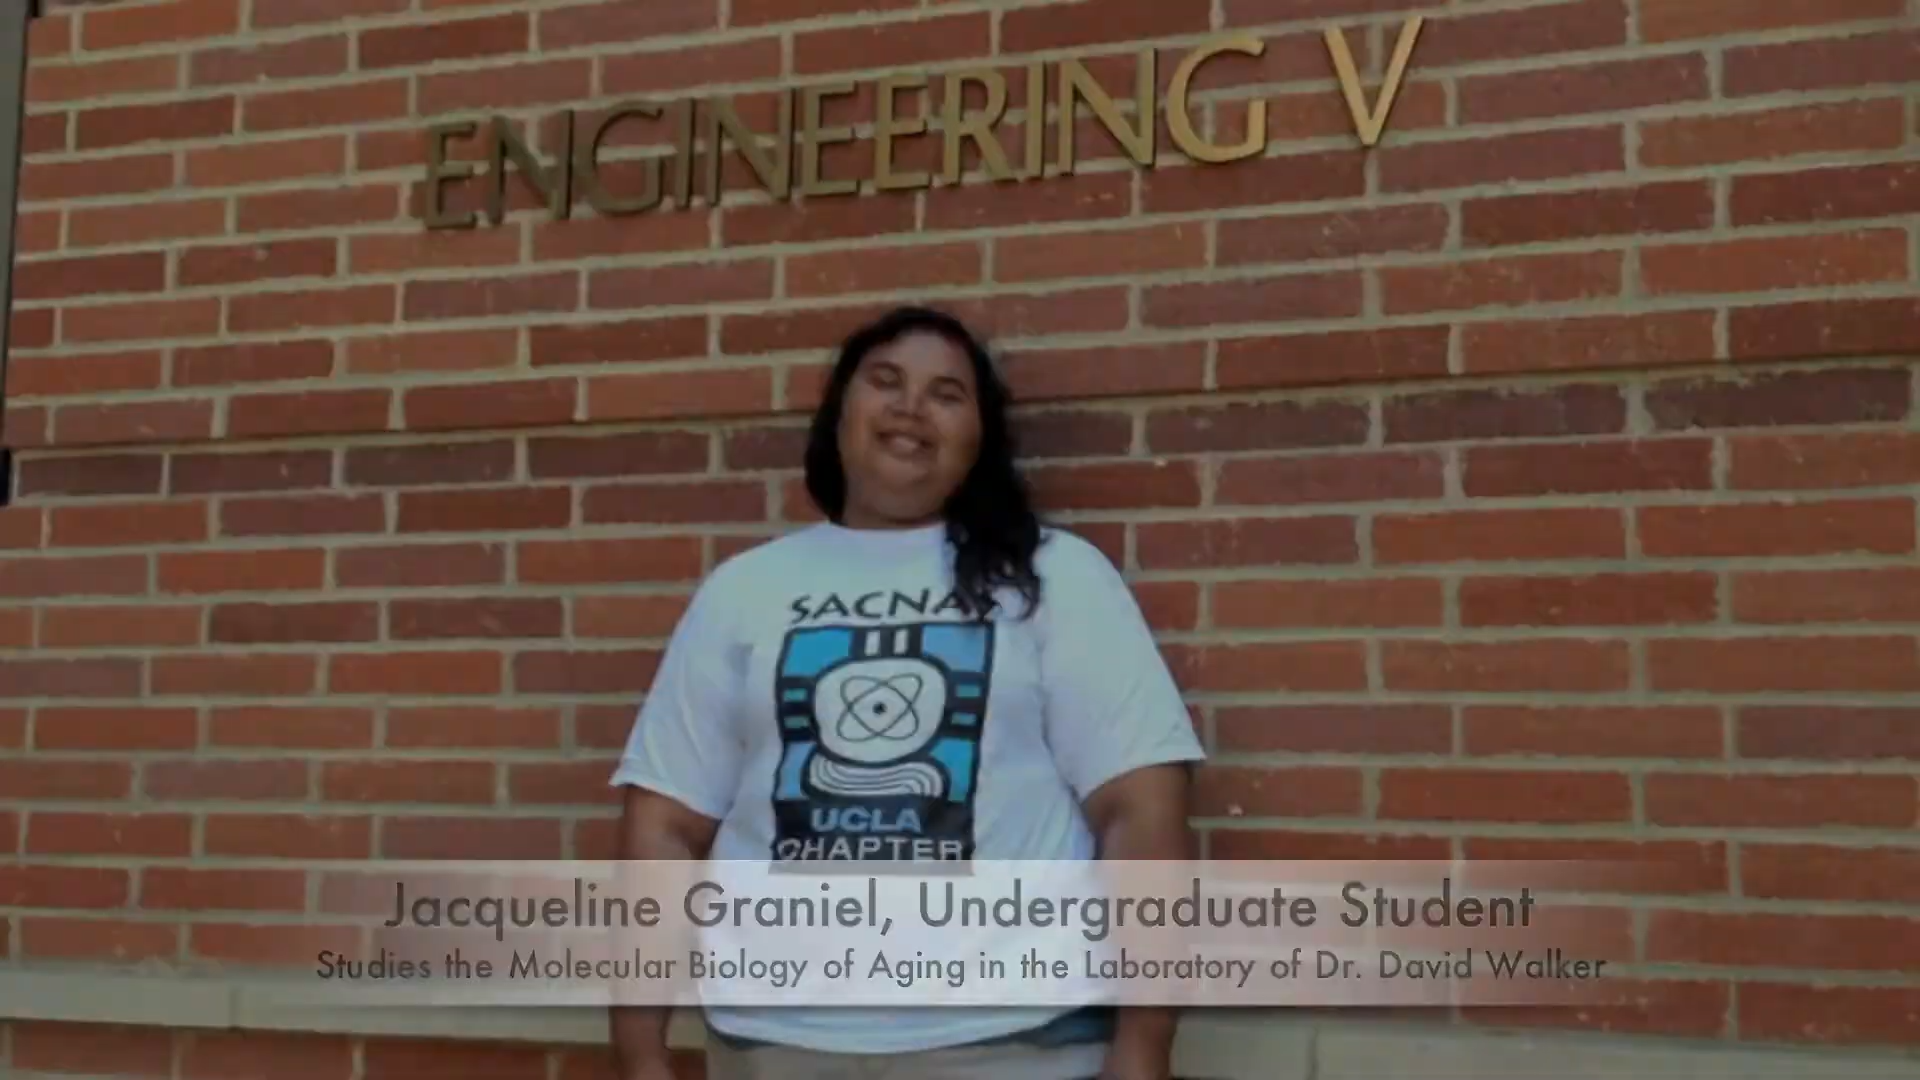 ENGINEERING V
SACNAS
UCLA
CHAPTER
Jacqueline Graniel, Undergraduate Student
Studies the Molecular Biology of Aging in the Laboratory of Dr. David Walker